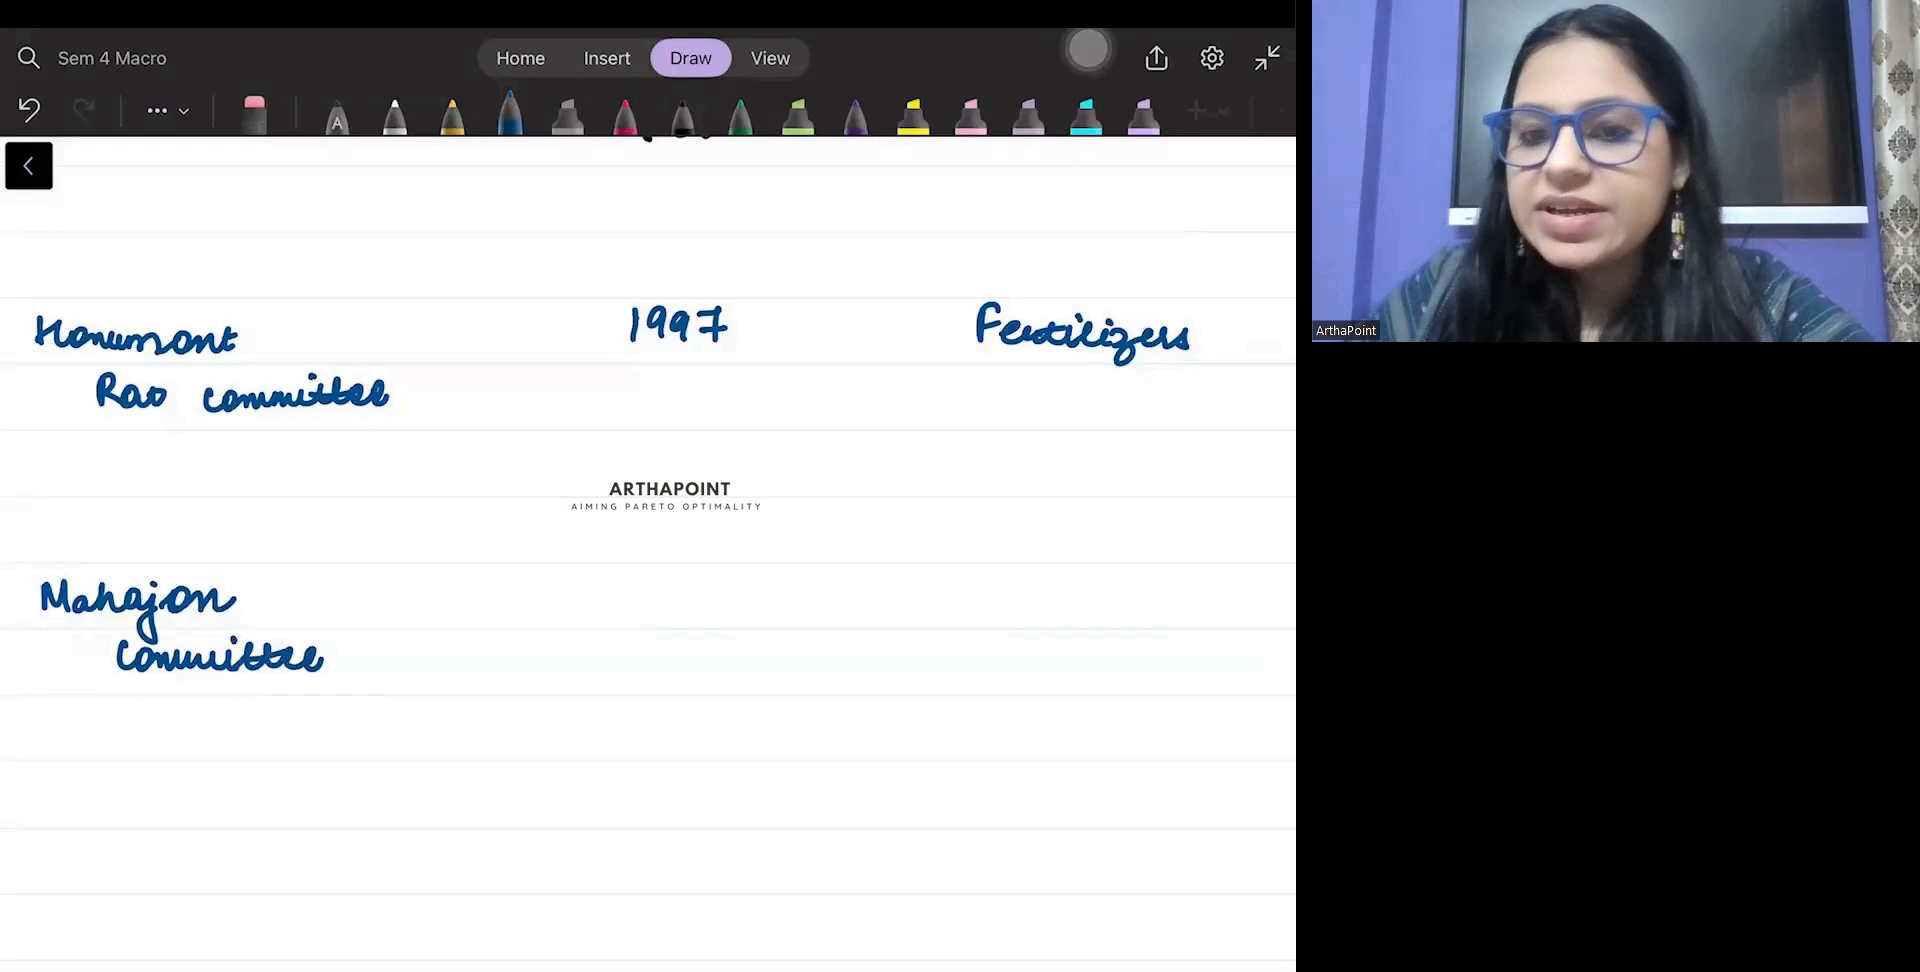 Sem 4 Macro
Home Insert Draw View
A
Hanumant 1997 Fertilizers
Rao committee
ARTHAPOINT
AIMING PARETO OPTIMALITY
Mahajan
Committee
ArthaPoint